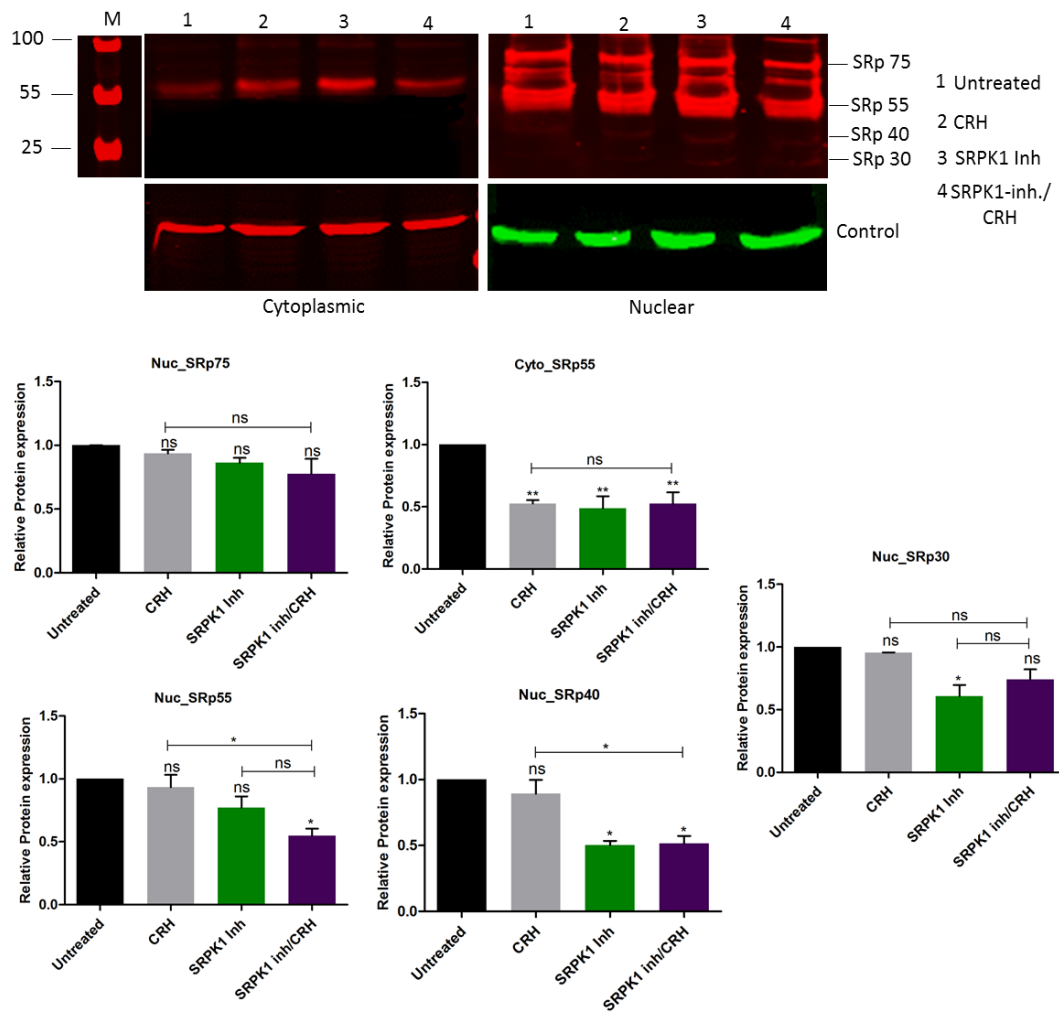 M 1 2 3 4 1 2 3 4
100
55
25
SRp 75
SRp 55
SRp 40
SRp 30
1 Untreated
2 CRH
3 SRPK1 Inh
4 SRPK1-inh./
CRH
Control
Cytoplasmic Nuclear
Nuc_SRp75
Relative Protein expression
1.5
1.0
0.5
0.0
ns
ns
ns
ns
Untreated
CRH
SRPK1 Inh
SRPK1 inh/CRH
Cyto_SRp55
Relative Protein expression
1.5
1.0
0.5
0.0
ns
**
**
**
Untreated
CRH
SRPK1 Inh
SRPK1 inh/CRH
Nuc_SRp30
Relative Protein expression
1.5
1.0
0.5
0.0
ns
ns
ns
*
ns
Untreated
CRH
SRPK1 Inh
SRPK1 inh/CRH
Nuc_SRp55
Relative Protein expression
1.5
1.0
0.5
0.0
*
ns
ns
ns
*
Untreated
CRH
SRPK1 Inh
SRPK1 inh/CRH
Nuc_SRp40
Relative Protein expression
1.5
1.0
0.5
0.0
*
ns
*
*
Untreated
CRH
SRPK1 Inh
SRPK1 inh/CRH